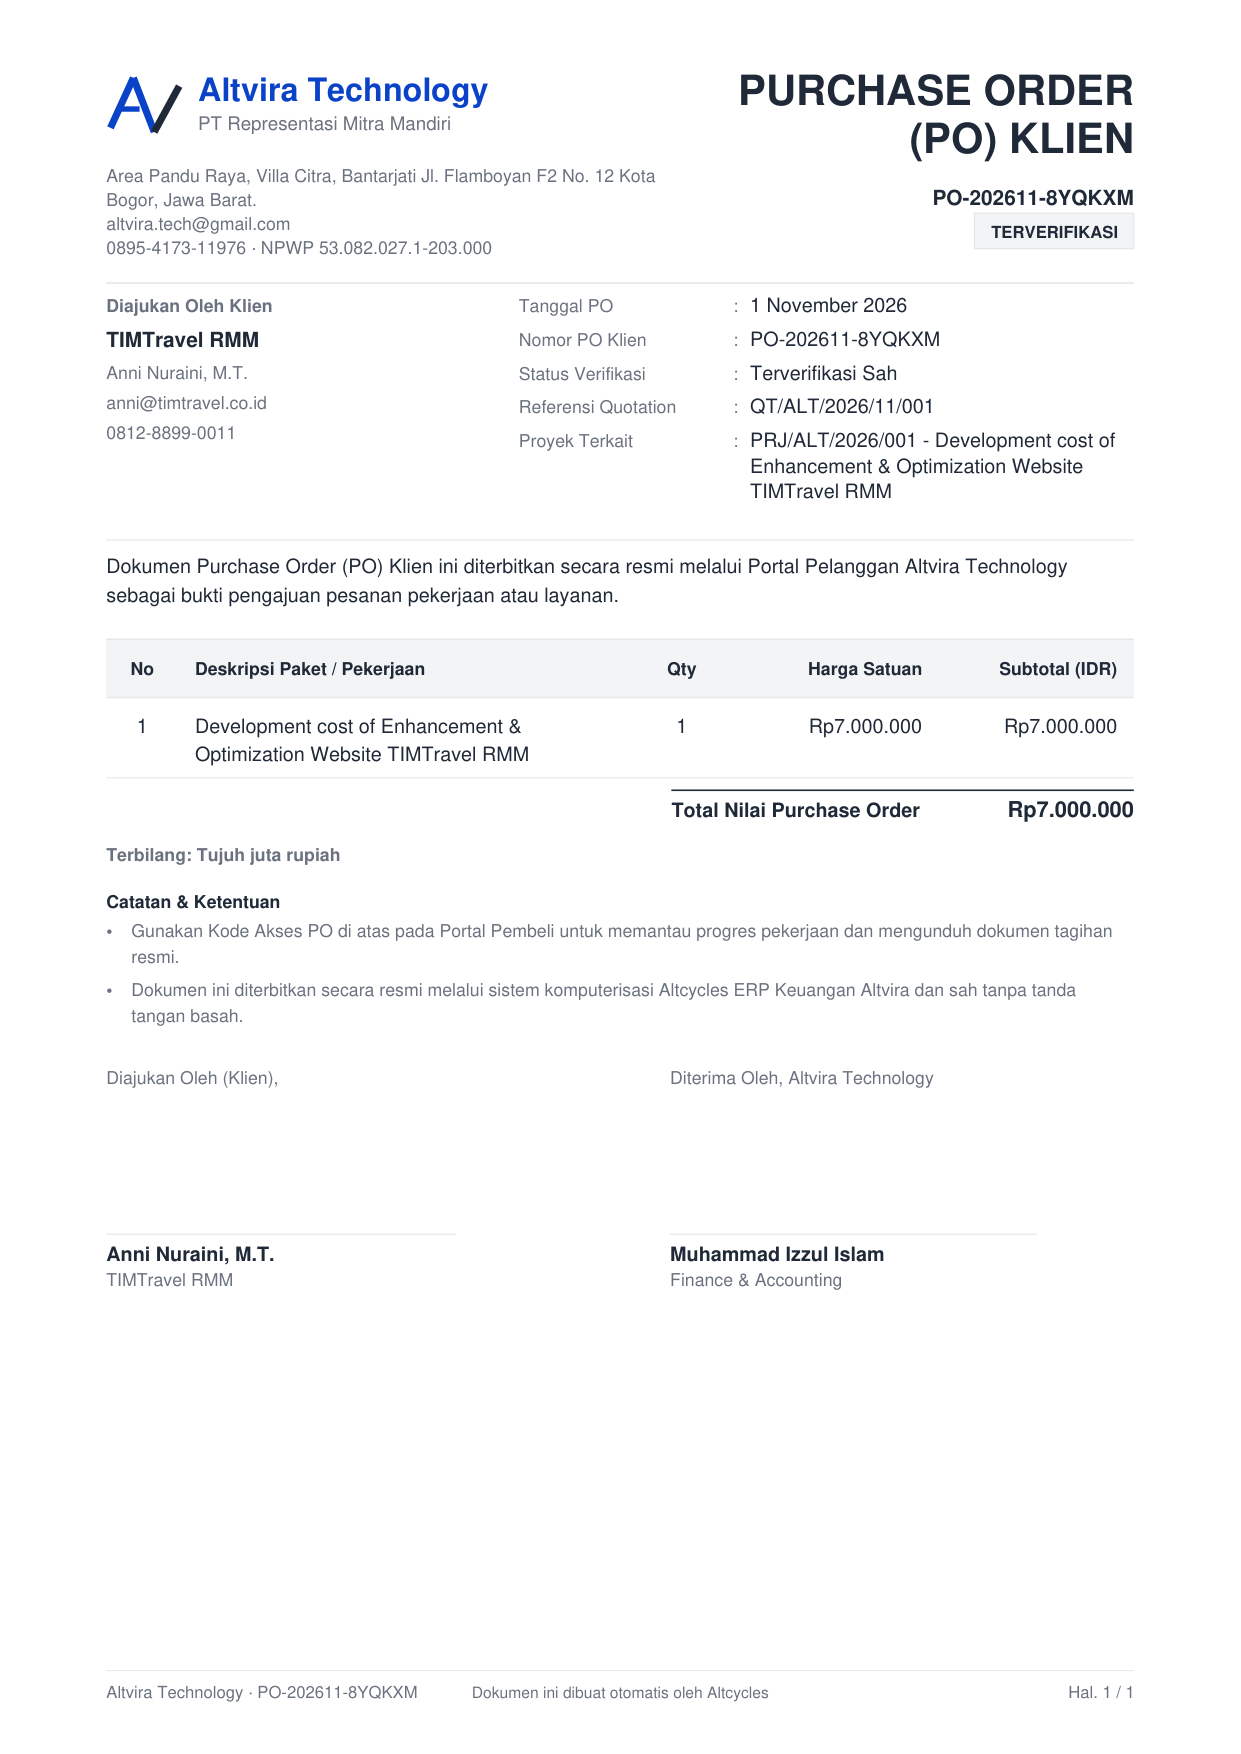 Altvira Technology
PT Representasi Mitra Mandiri
Area Pandu Raya, Villa Citra, Bantarjati Jl. Flamboyan F2 No. 12 Kota
Bogor, Jawa Barat.
altvira.tech@gmail.com
0895-4173-11976 · NPWP 53.082.027.1-203.000
PURCHASE ORDER
(PO) KLIEN
PO-202611-8YQKXM
TERVERIFIKASI
Diajukan Oleh Klien
TIMTravel RMM
Anni Nuraini, M.T.
anni@timtravel.co.id
0812-8899-0011
Tanggal PO : 1 November 2026
Nomor PO Klien : PO-202611-8YQKXM
Status Verifikasi : Terverifikasi Sah
Referensi Quotation : QT/ALT/2026/11/001
Proyek Terkait : PRJ/ALT/2026/001 - Development cost of
Enhancement & Optimization Website
TIMTravel RMM
Dokumen Purchase Order (PO) Klien ini diterbitkan secara resmi melalui Portal Pelanggan Altvira Technology
sebagai bukti pengajuan pesanan pekerjaan atau layanan.
No Deskripsi Paket / Pekerjaan Qty Harga Satuan Subtotal (IDR)
1 Development cost of Enhancement & 1 Rp7.000.000 Rp7.000.000
Optimization Website TIMTravel RMM
Total Nilai Purchase Order Rp7.000.000
Terbilang: Tujuh juta rupiah
Catatan & Ketentuan
• Gunakan Kode Akses PO di atas pada Portal Pembeli untuk memantau progres pekerjaan dan mengunduh dokumen tagihan
resmi.
• Dokumen ini diterbitkan secara resmi melalui sistem komputerisasi Altcycles ERP Keuangan Altvira dan sah tanpa tanda
tangan basah.
Diajukan Oleh (Klien), Diterima Oleh, Altvira Technology
Anni Nuraini, M.T. Muhammad Izzul Islam
TIMTravel RMM Finance & Accounting
Altvira Technology · PO-202611-8YQKXM Dokumen ini dibuat otomatis oleh Altcycles Hal. 1 / 1